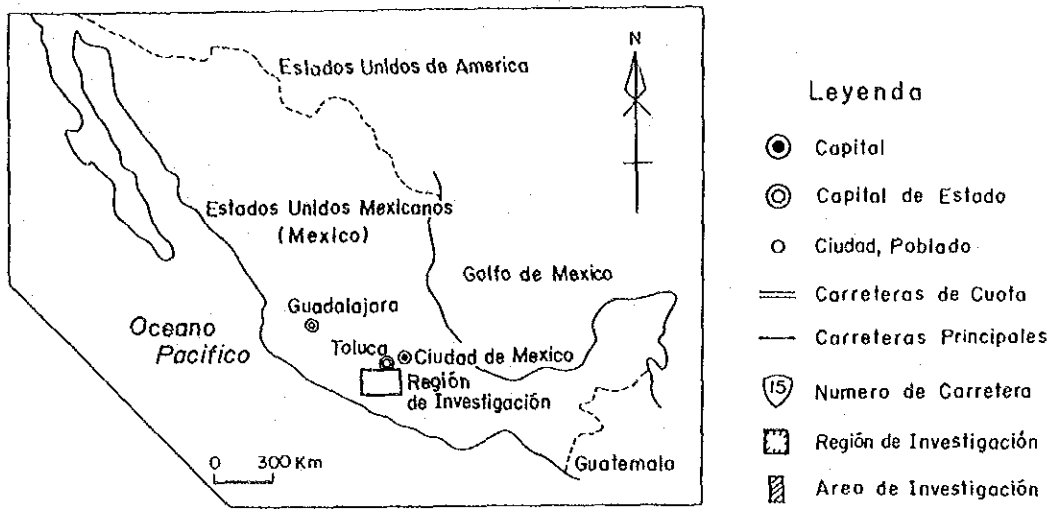 N
Estados Unidos de America
Estados Unidos Mexicanos
(Mexico)
Golfo de Mexico
Guadalajara
Oceano
Pacifico
Toluca
Ciudad de Mexico
Región
de Investigación
0 300 Km
Guatemala
Leyenda
Capital
Capital de Estado
Ciudad, Poblado
Carreteras de Cuota
Carreteras Principales
15 Numero de Carretera
Región de Investigación
Area de Investigación